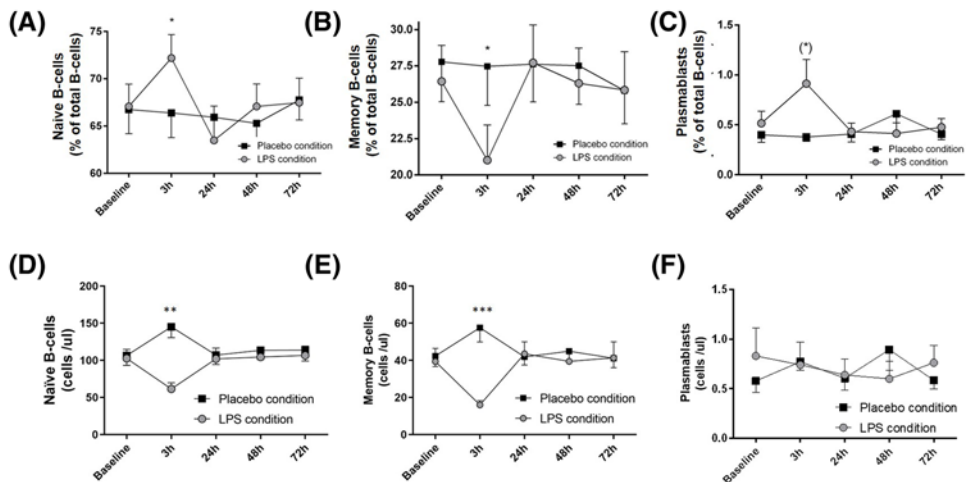 (A)
Naive B-cells
(% of total B-cells)
75
70
65
60
*
Placebo condition
LPS condition
Baseline
3h
24h
48h
72h
(B)
Memory B-cells
(% of total B-cells)
30.0
27.5
25.0
22.5
20.0
*
Placebo condition
LPS condition
Baseline
3h
24h
48h
72h
(C)
Plasmablasts
(% of total B-cells)
1.5
1.0
0.5
0.0
(*)
Placebo condition
LPS condition
Baseline
3h
24h
48h
72h
(D)
Naïve B-cells
(cells /ul)
200
150
100
50
0
**
Placebo condition
LPS condition
Baseline
3h
24h
48h
72h
(E)
Memory B-cells
(cells /ul)
80
60
40
20
0
***
Placebo condition
LPS condition
Baseline
3h
24h
48h
72h
(F)
Plasmablasts
(cells /ul)
1.5
1.0
0.5
0.0
Placebo condition
LPS condition
Baseline
3h
24h
48h
72h